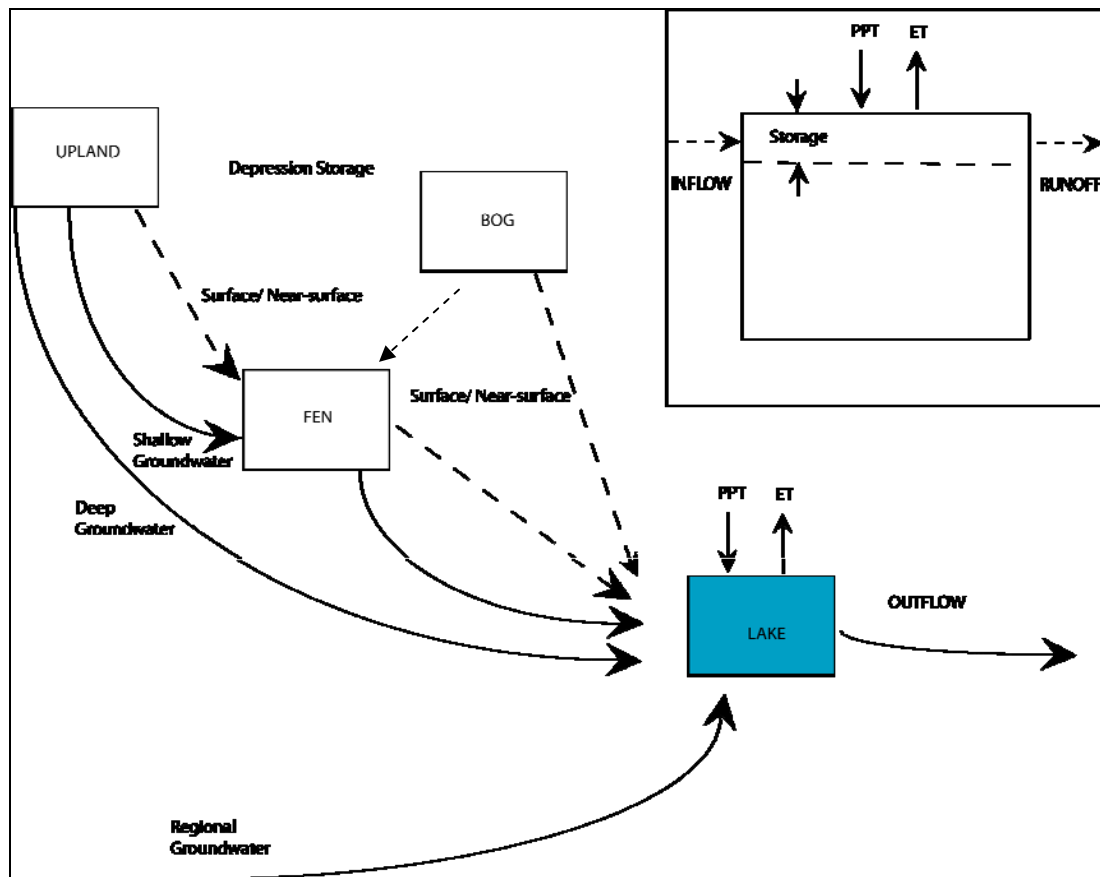 PPT
ET
UPLAND
Storage
Depression Storage
INFLOW
RUNOFF
BOG
Surface/ Near-surface
Surface/ Near-surface
FEN
Shallow
Groundwater
Deep
Groundwater
PPT
ET
OUTFLOW
LAKE
Regional
Groundwater